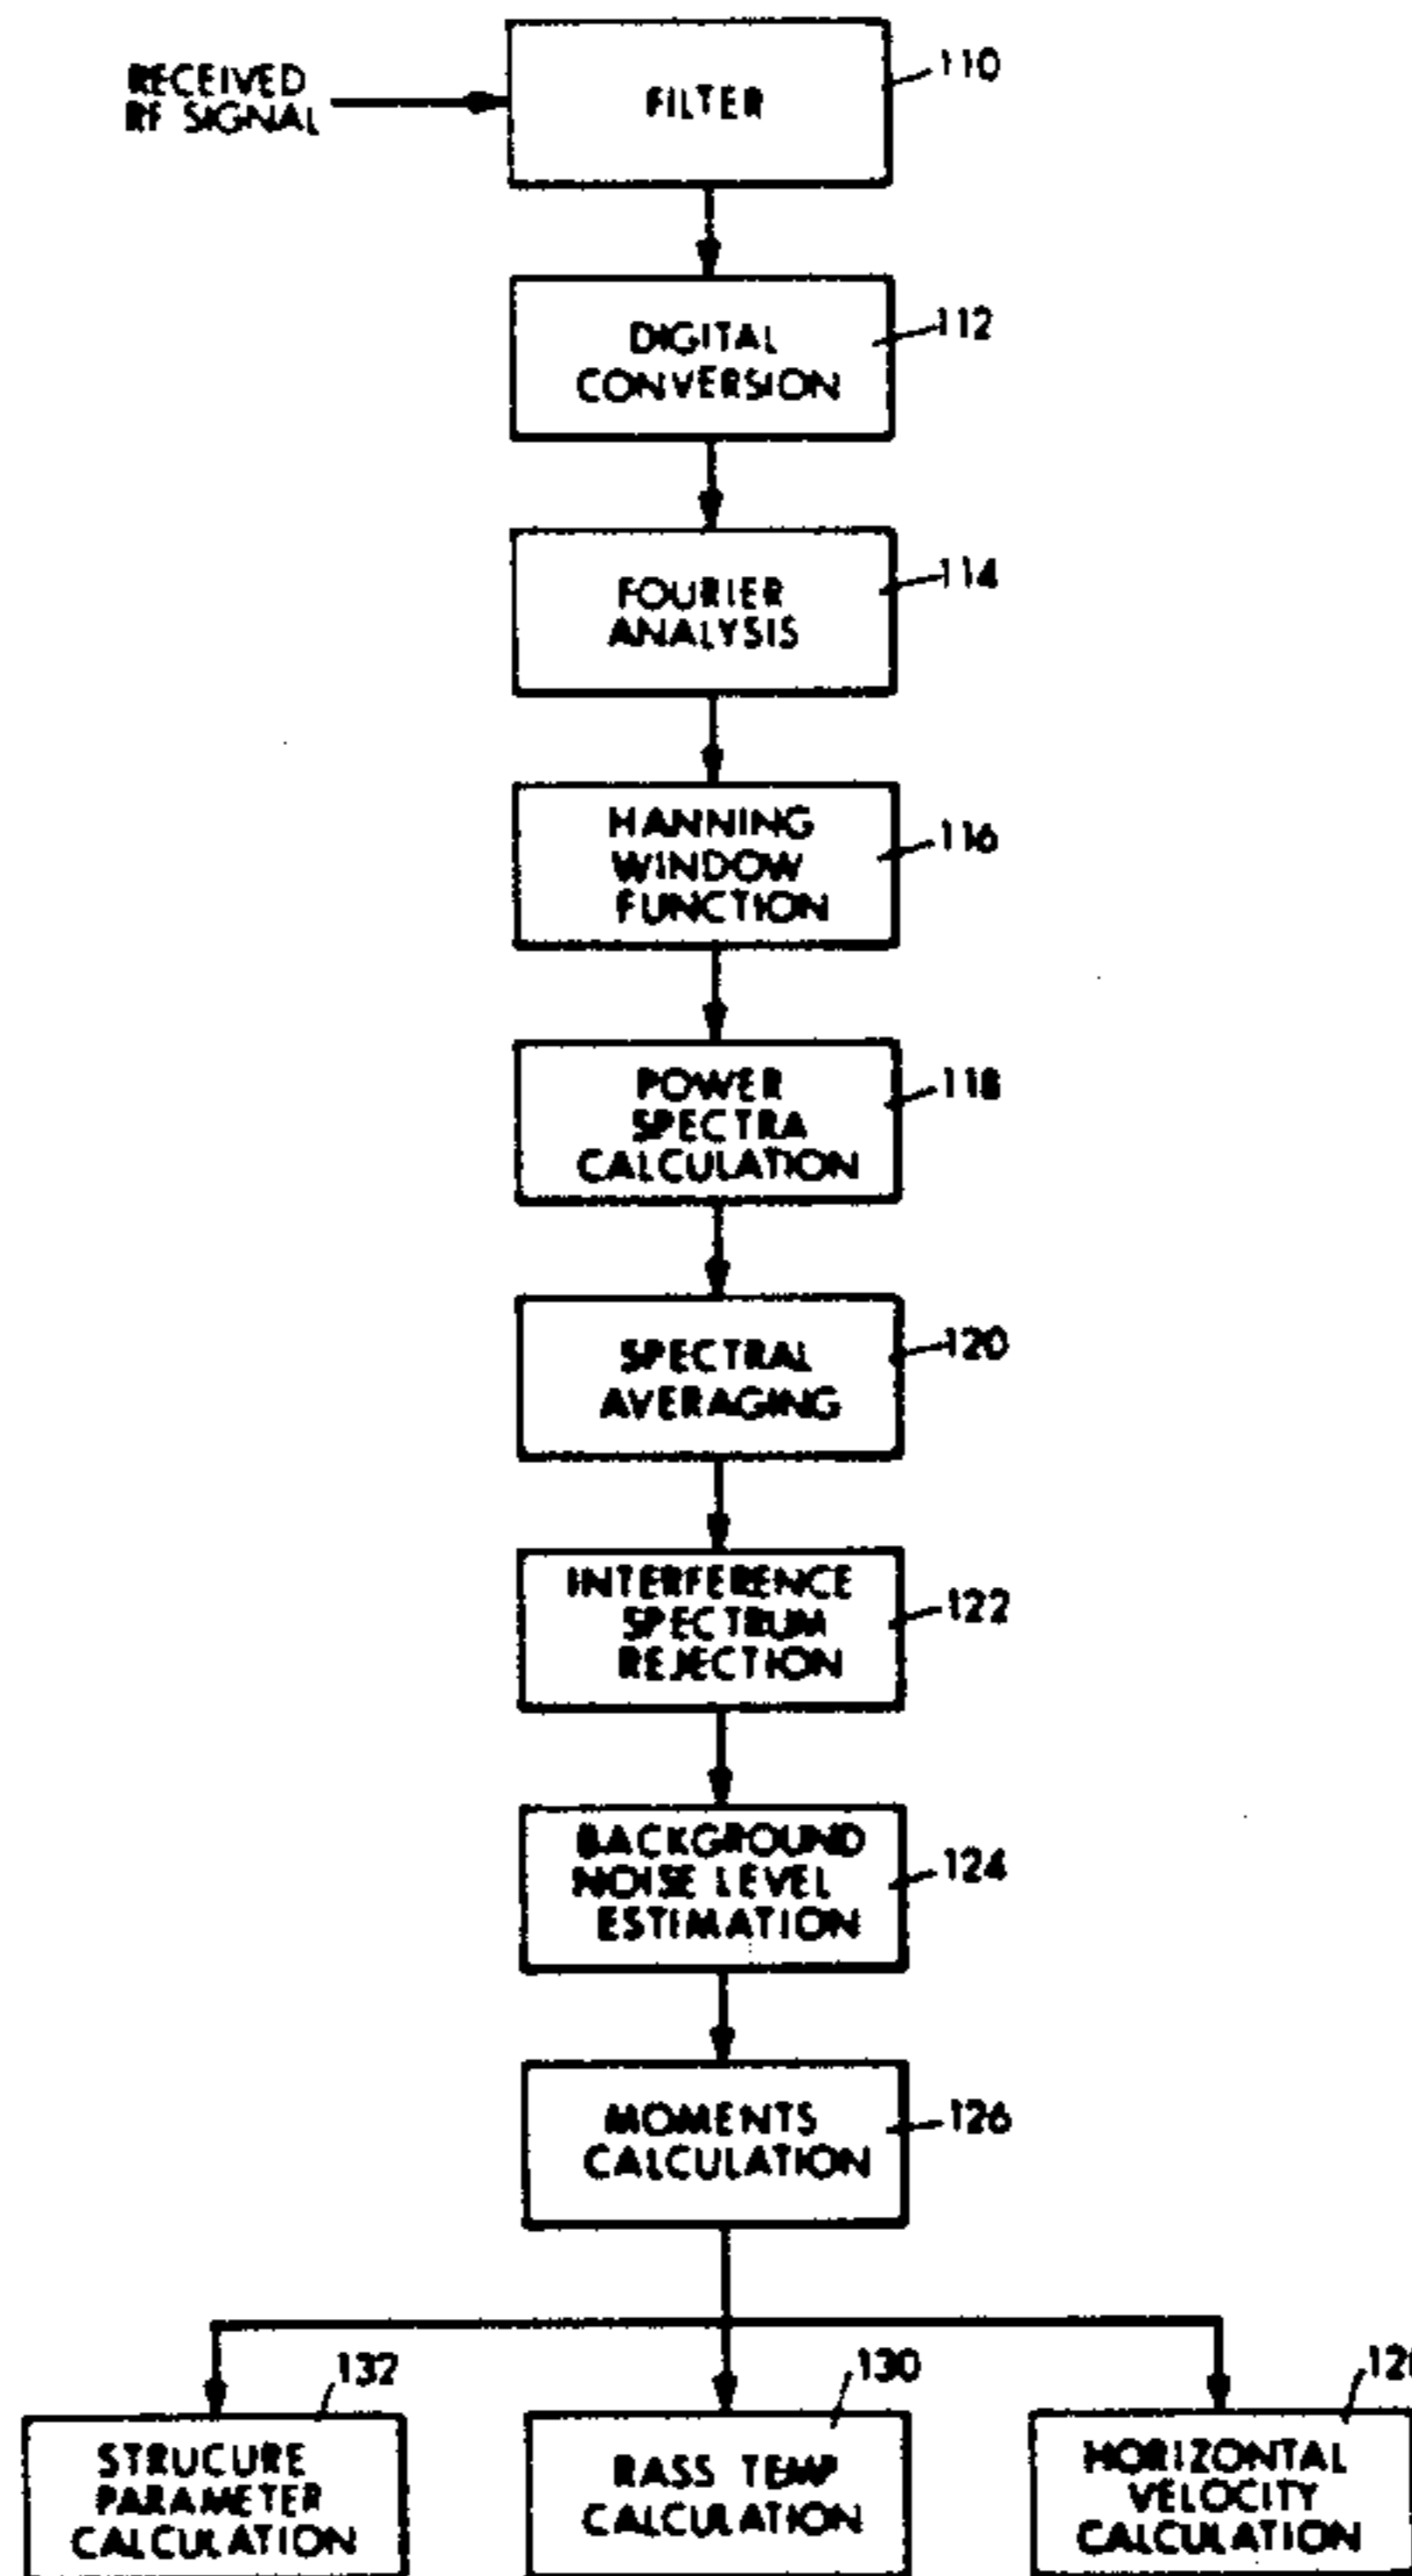 RECEIVED
RF SIGNAL
FILTER
110
DIGITAL
CONVERSION
112
FOURIER
ANALYSIS
114
HANNING
WINDOW
FUNCTION
116
POWER
SPECTRA
CALCULATION
118
SPECTRAL
AVERAGING
120
INTERFERENCE
SPECTRUM
REJECTION
122
BACKGROUND
NOISE LEVEL
ESTIMATION
124
MOMENTS
CALCULATION
126
132
STRUCURE
PARAMETER
CALCULATION
130
RASS TEMP
CALCULATION
HORIZONTAL
VELOCITY
CALCULATION